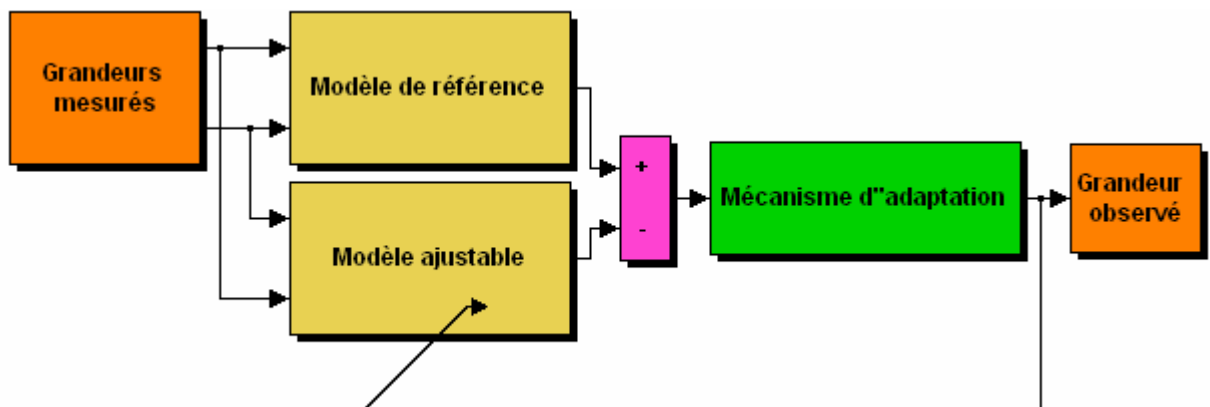 Grandeurs
mesurés
Modèle de référence
Modèle ajustable
+
-
Mécanisme d''adaptation
Grandeur
observé